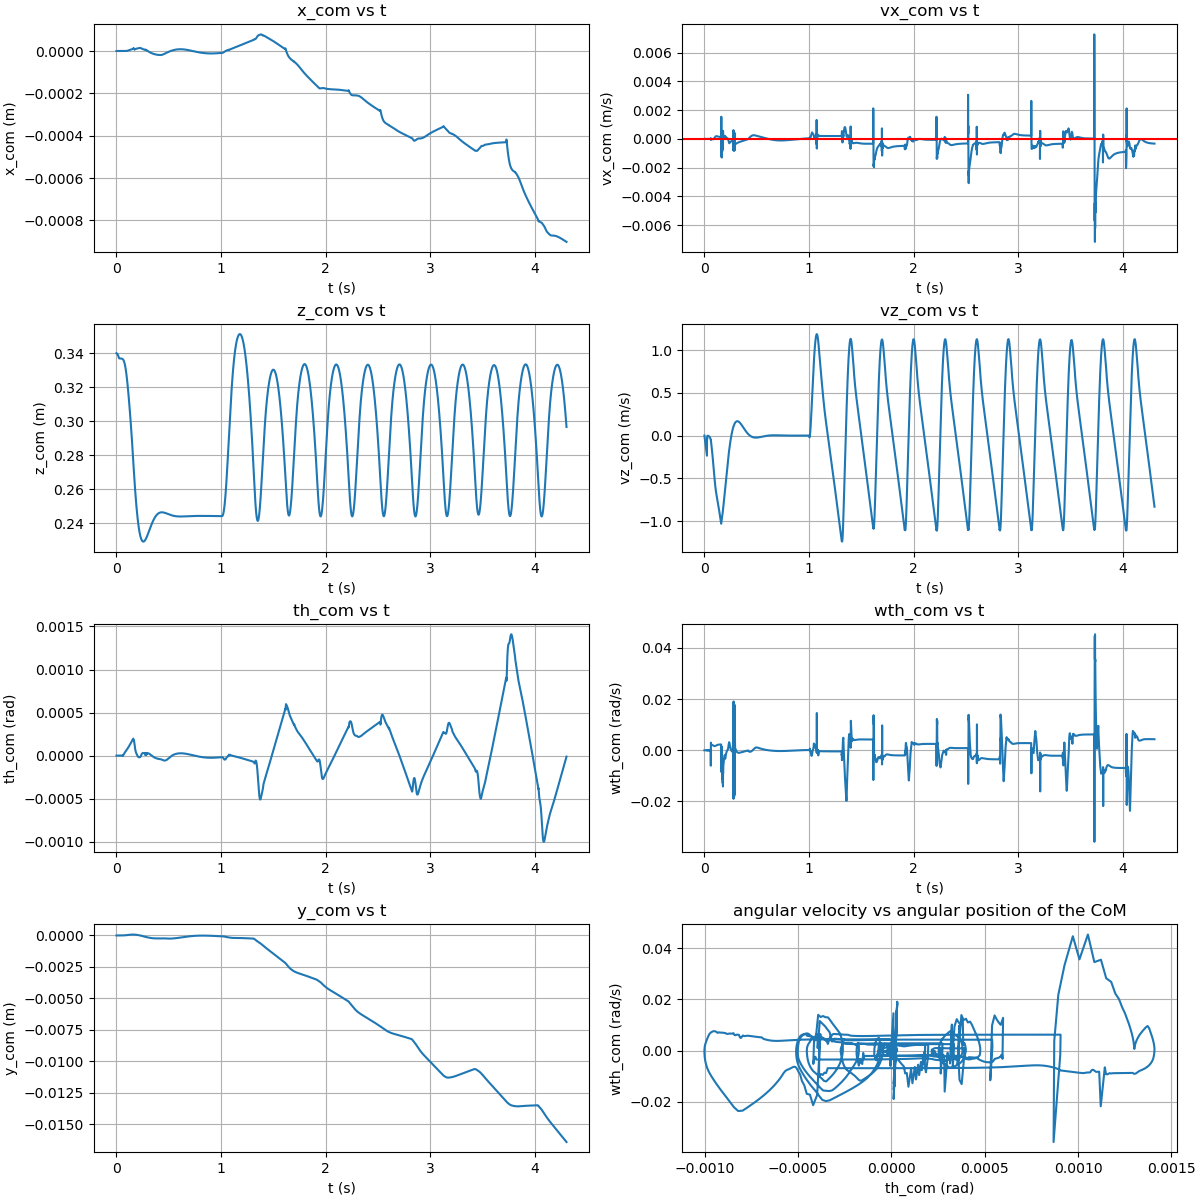 x_com vs t
0.0000
−0.0002
−0.0004
−0.0006
−0.0008
x_com (m)
0 1 2 3 4
t (s)
vx_com vs t
0.006
0.004
0.002
0.000
−0.002
−0.004
−0.006
vx_com (m/s)
0 1 2 3 4
t (s)
z_com vs t
0.34
0.32
0.30
0.28
0.26
0.24
z_com (m)
0 1 2 3 4
t (s)
vz_com vs t
1.0
0.5
0.0
−0.5
−1.0
vz_com (m/s)
0 1 2 3 4
t (s)
th_com vs t
0.0015
0.0010
0.0005
0.0000
−0.0005
−0.0010
th_com (rad)
0 1 2 3 4
t (s)
wth_com vs t
0.04
0.02
0.00
−0.02
wth_com (rad/s)
0 1 2 3 4
t (s)
y_com vs t
0.0000
−0.0025
−0.0050
−0.0075
−0.0100
−0.0125
−0.0150
y_com (m)
0 1 2 3 4
t (s)
angular velocity vs angular position of the CoM
0.04
0.02
0.00
−0.02
wth_com (rad/s)
−0.0010 −0.0005 0.0000 0.0005 0.0010 0.0015
th_com (rad)